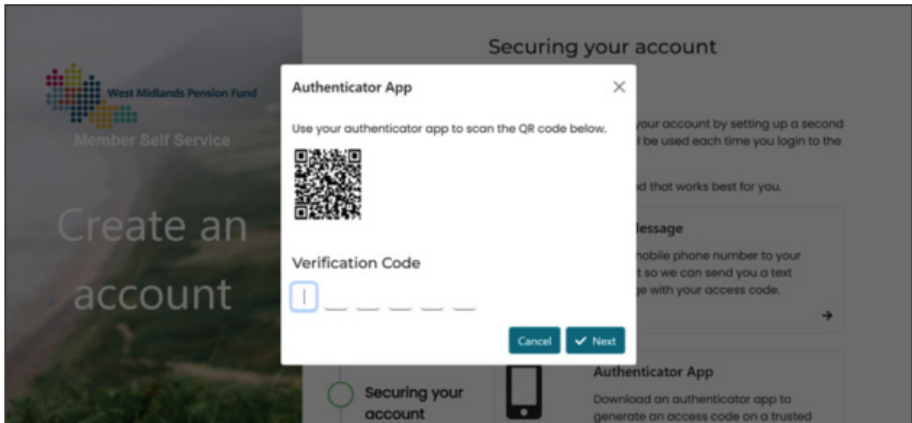 Securing your account
West Midlands Pension Fund
Member Self Service
Create an
account
Authenticator App
Use your authenticator app to scan the QR code below.
Verification Code
Cancel
Next
your account by setting up a second
l be used each time you login to the
d that works best for you.
essage
mobile phone number to your
t so we can send you a text
ge with your access code.
Securing your
account
Authenticator App
Download an authenticator app to
generate an access code on a trusted